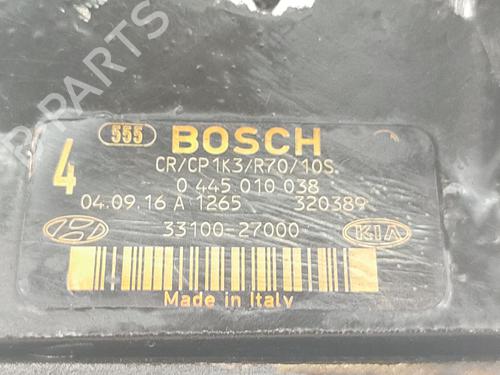 555 BOSCH
4
CR/CP1K3/R70/10S.
0 445 010 038
04.09.16 A 1265 320389
33100-27000 KIA
Made in Italy
B-PARTS